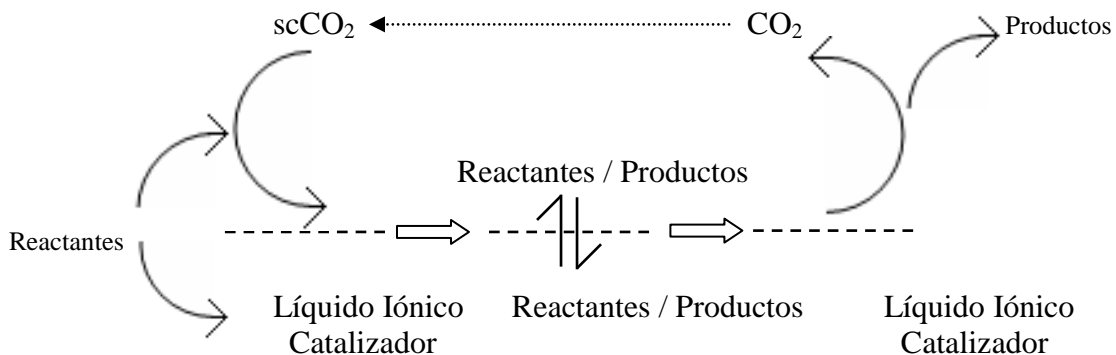 scCO₂
CO₂
Productos
Reactantes / Productos
Reactantes
Líquido Iónico
Catalizador
Reactantes / Productos
Líquido Iónico
Catalizador